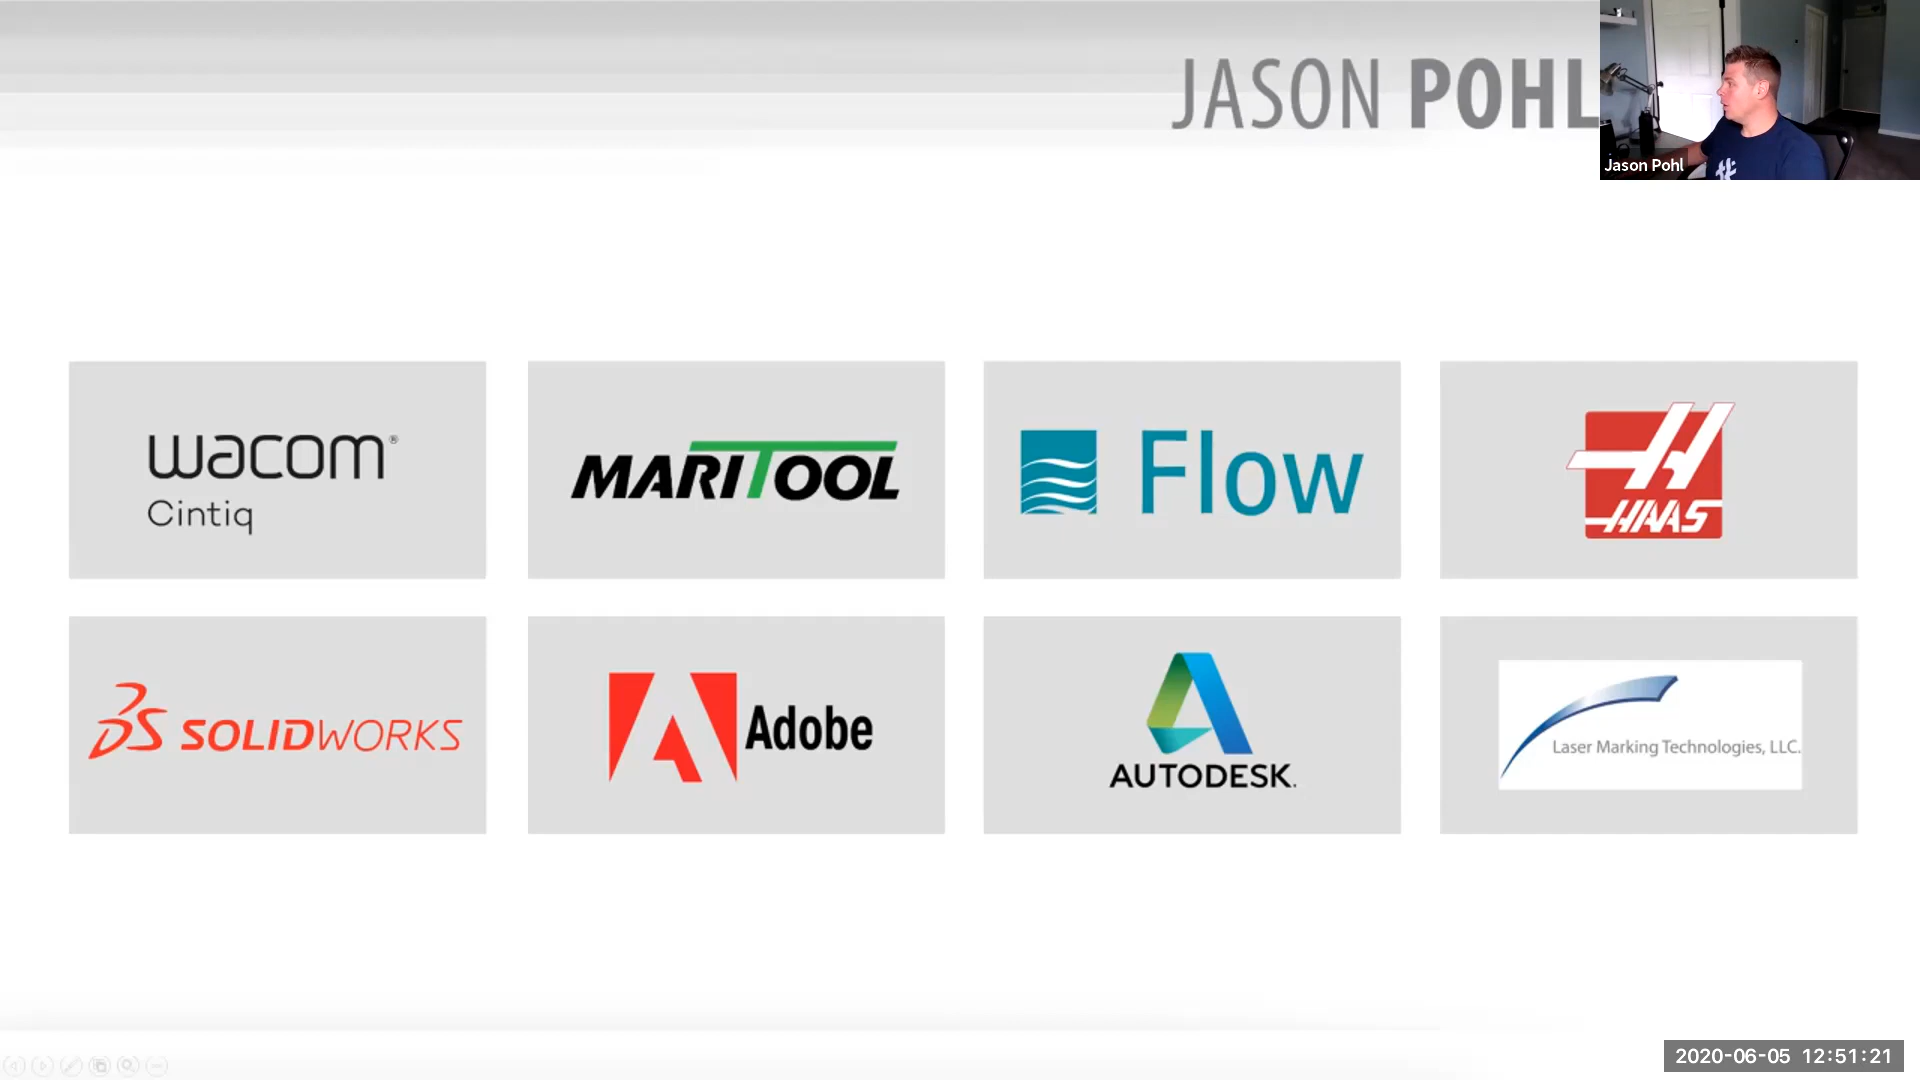 JASON POHL
Jason Pohl
wacom®
Cintiq
MARITOOL
Flow
HAAS
DS SOLIDWORKS
Adobe
AUTODESK.
Laser Marking Technologies, LLC.
2020-06-05 12:51:21